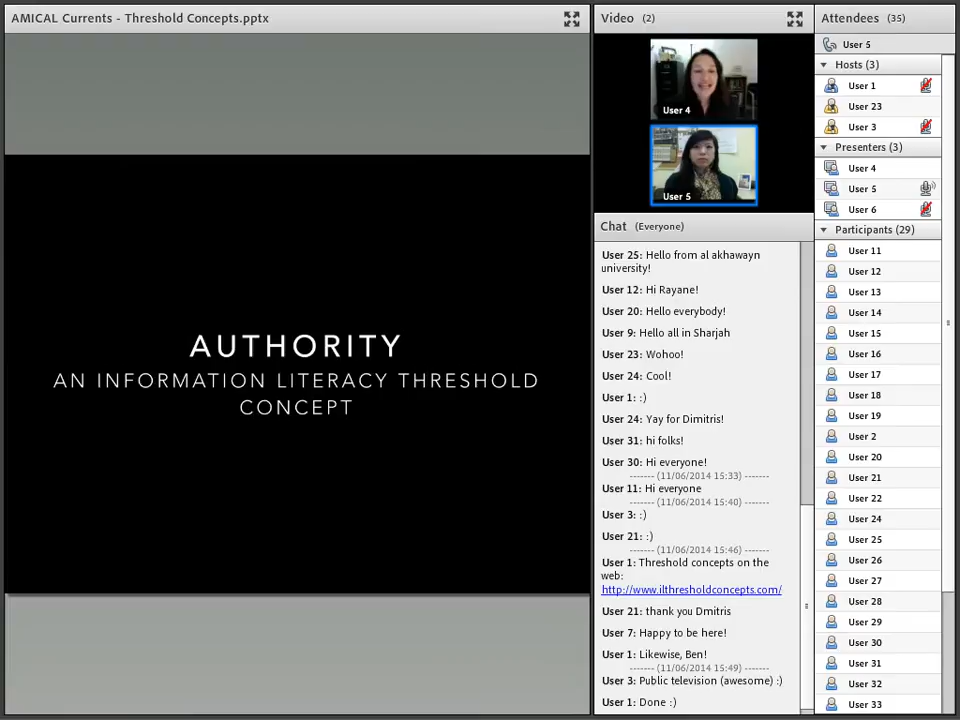 AMICAL Currents - Threshold Concepts.pptx
AUTHORITY
AN INFORMATION LITERACY THRESHOLD
CONCEPT
Video (2)
User 4
User 5
Chat (Everyone)
User 25: Hello from al akhawayn
university!
User 12: Hi Rayane!
User 20: Hello everybody!
User 9: Hello all in Sharjah
User 23: Wohoo!
User 24: Cool!
User 1: :)
User 24: Yay for Dimitris!
User 31: hi folks!
User 30: Hi everyone!
------- (11/06/2014 15:33) -------
User 11: Hi everyone
------- (11/06/2014 15:40) -------
User 3: :)
User 21: :)
------- (11/06/2014 15:46) -------
User 1: Threshold concepts on the
web:
http://www.ilthresholdconcepts.com/
User 21: thank you Dmitris
User 7: Happy to be here!
User 1: Likewise, Ben!
------- (11/06/2014 15:49) -------
User 3: Public television (awesome) :)
User 1: Done :)
Attendees (35)
User 5
Hosts (3)
User 1
User 23
User 3
Presenters (3)
User 4
User 5
User 6
Participants (29)
User 11
User 12
User 13
User 14
User 15
User 16
User 17
User 18
User 19
User 2
User 20
User 21
User 22
User 24
User 25
User 26
User 27
User 28
User 29
User 30
User 31
User 32
User 33